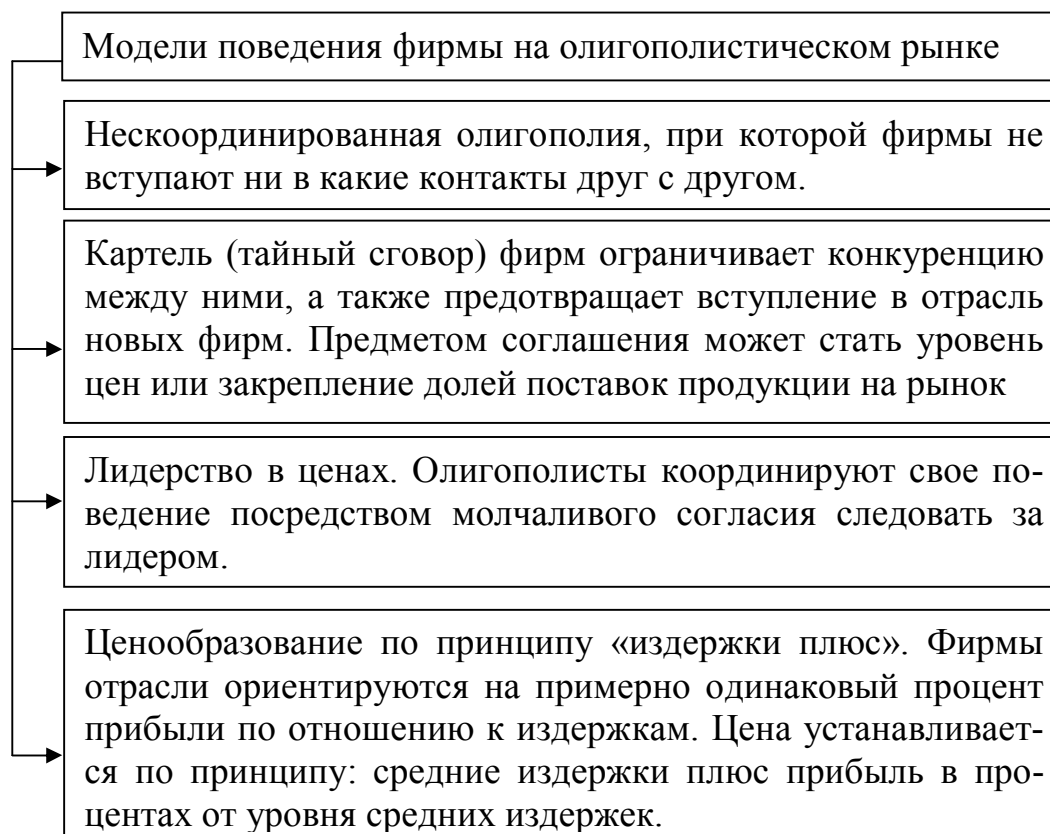 Модели поведения фирмы на олигополистическом рынке
Нескоординированная олигополия, при которой фирмы не
вступают ни в какие контакты друг с другом.
Картель (тайный сговор) фирм ограничивает конкуренцию
между ними, а также предотвращает вступление в отрасль
новых фирм. Предметом соглашения может стать уровень
цен или закрепление долей поставок продукции на рынок
Лидерство в ценах. Олигополисты координируют свое по-
ведение посредством молчаливого согласия следовать за
лидером.
Ценообразование по принципу «издержки плюс». Фирмы
отрасли ориентируются на примерно одинаковый процент
прибыли по отношению к издержкам. Цена устанавливает-
ся по принципу: средние издержки плюс прибыль в про-
центах от уровня средних издержек.